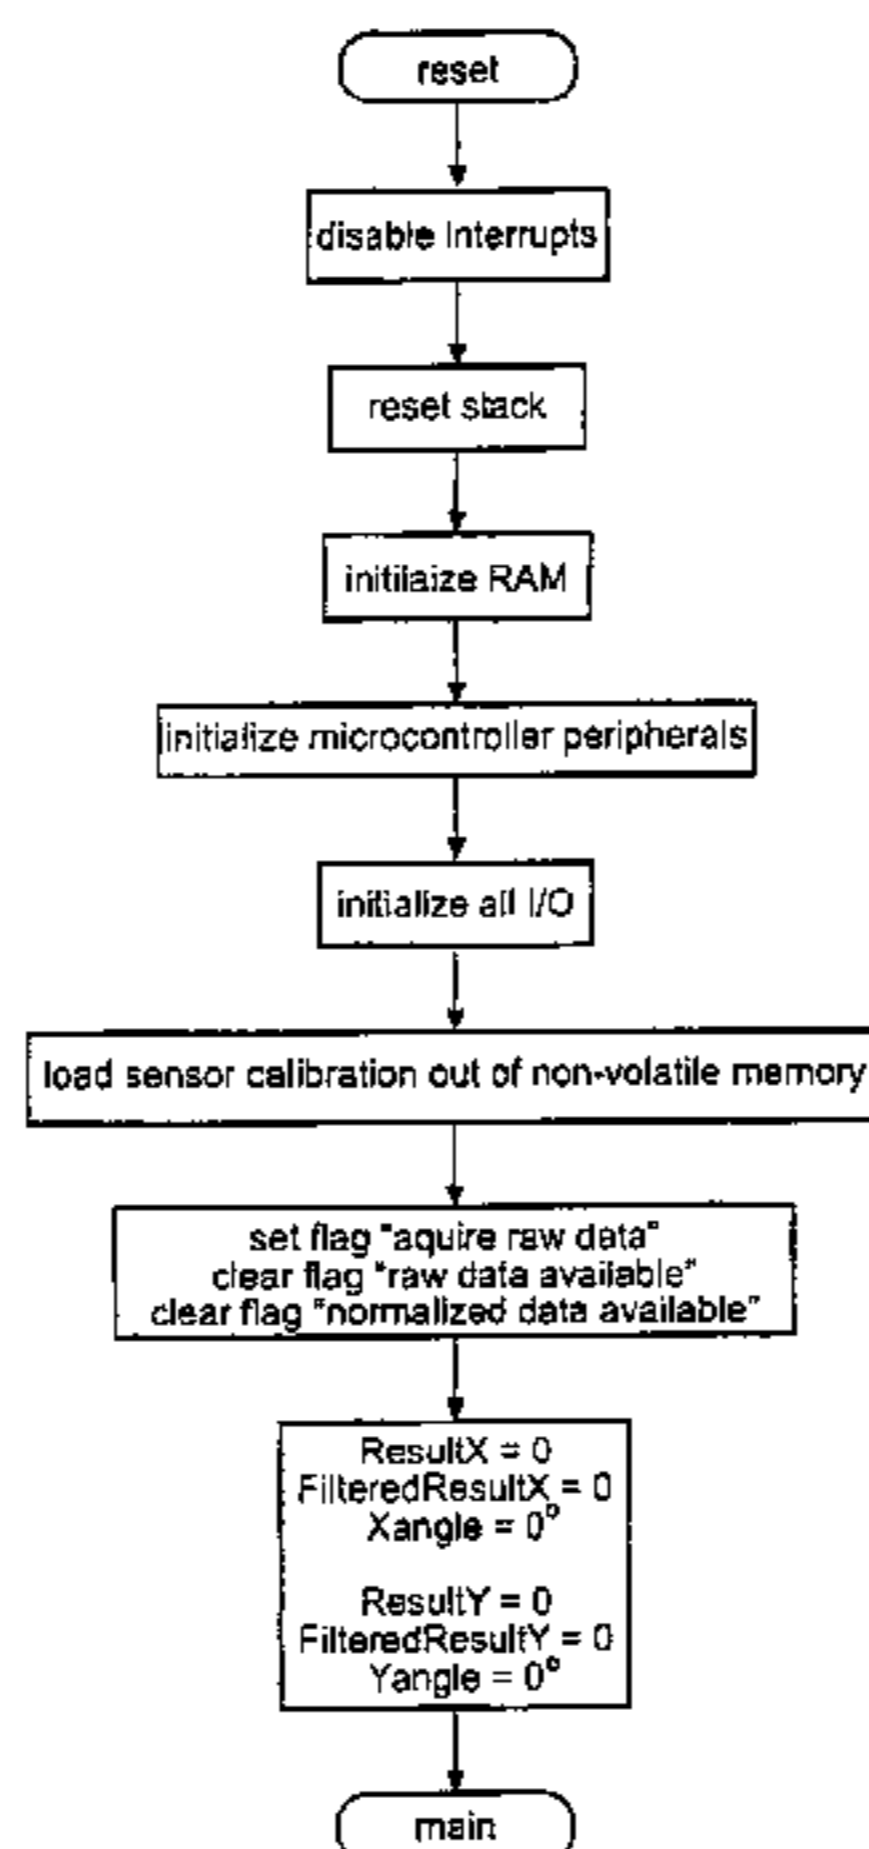 reset
disable Interrupts
reset stack
initilaize RAM
initialize microcontroller peripherals
initialize all I/O
load sensor calibration out of non-volatile memory
set flag "aquire raw data"
clear flag "raw data available"
clear flag "normalized data available"
ResultX = 0
FilteredResultX = 0
Xangle = 0°
ResultY = 0
FilteredResultY = 0
Yangle = 0°
main